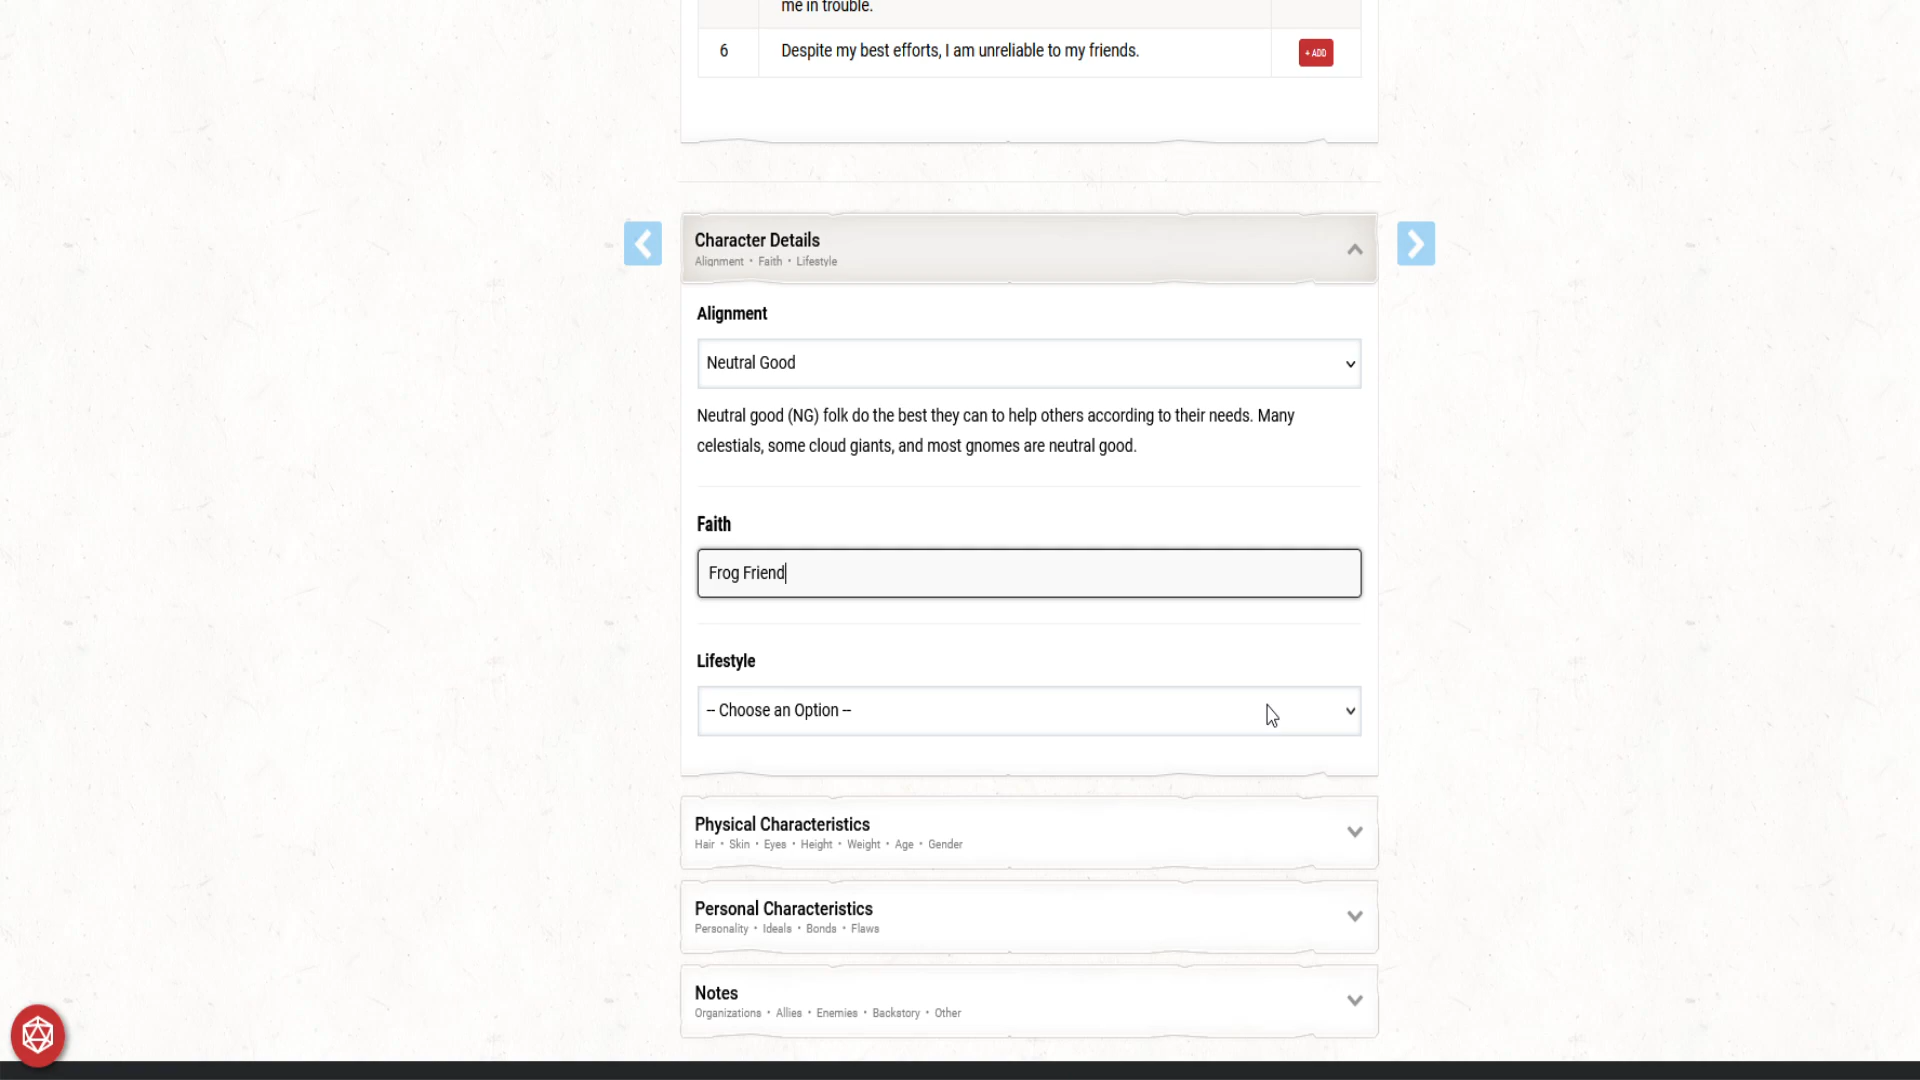 me in trouble.
6 Despite my best efforts, I am unreliable to my friends. + ADD
Character Details
Alignment • Faith • Lifestyle
Alignment
Neutral Good
Neutral good (NG) folk do the best they can to help others according to their needs. Many
celestials, some cloud giants, and most gnomes are neutral good.
Faith
Frog Friend
Lifestyle
-- Choose an Option --
Physical Characteristics
Hair • Skin • Eyes • Height • Weight • Age • Gender
Personal Characteristics
Personality • Ideals • Bonds • Flaws
Notes
Organizations • Allies • Enemies • Backstory • Other